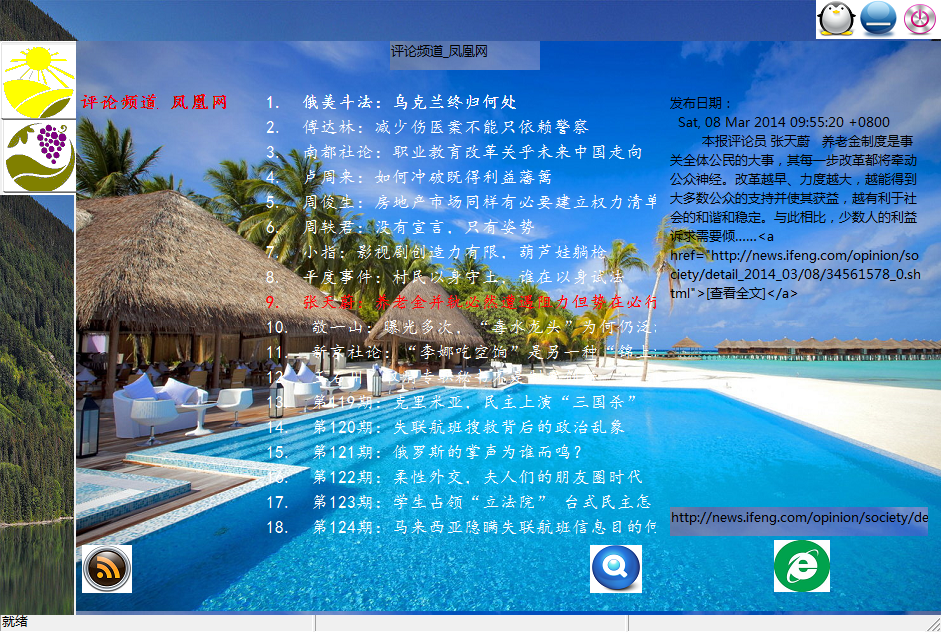 评论频道_凤凰网
评论频道_凤凰网
1. 俄美斗法：乌克兰终归何处
2. 傅达林：减少伤医案不能只依赖警察
3. 南都社论：职业教育改革关乎未来中国走向
4. 卢周来：如何冲破既得利益藩篱
5. 周俊生：房地产市场同样有必要建立权力清单
6. 周轶君：没有宣言，只有姿势
7. 小指：影视剧创造力有限，葫芦娃躺枪
8. 平度事件：村民以身守土，谁在以身试法
9. 张天蔚：养老金并轨必然遭遇阻力但势在必行
10. 敬一山：曝光多次，“毒水龙头”为何仍泛
11. 新京社论：“李娜吃空饷”是另一种“锦上
12.
13. 第119期：克里米亚，民主上演“三国杀”
14. 第120期：失联航班搜救背后的政治乱象
15. 第121期：俄罗斯的掌声为谁而鸣？
16. 第122期：柔性外交，夫人们的朋友圈时代
17. 第123期：学生占领“立法院” 台式民主怎
18. 第124期：马来西亚隐瞒失联航班信息目的何
发布日期：
Sat, 08 Mar 2014 09:55:20 +0800
本报评论员 张天蔚 养老金制度是事
关全体公民的大事，其每一步改革都将牵动
公众神经。改革越早、力度越大，越能得到
大多数公众的支持并使其获益，越有利于社
会的和谐和稳定。与此相比，少数人的利益
诉求需要倾......<a
href="http://news.ifeng.com/opinion/so
ciety/detail_2014_03/08/34561578_0.sh
tml">[查看全文]</a>
http://news.ifeng.com/opinion/society/de
就绪